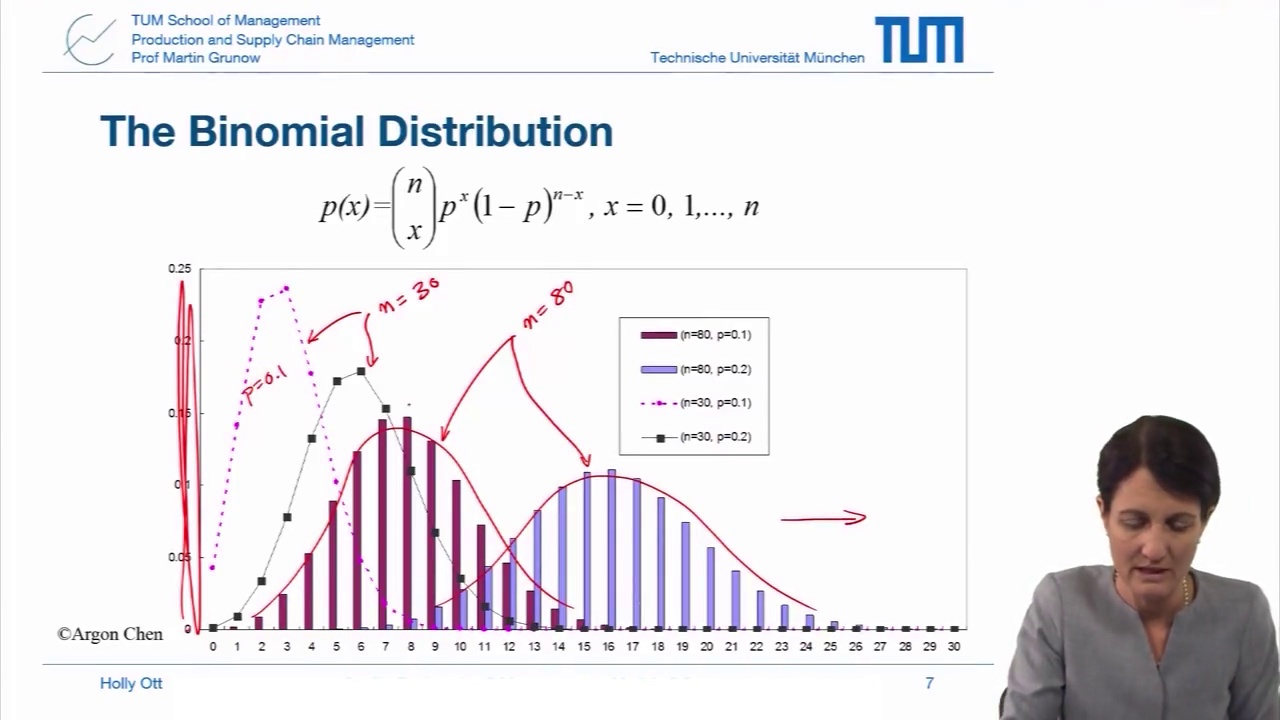 TUM School of Management
Production and Supply Chain Management
Prof Martin Grunow
Technische Universität München
TUM
The Binomial Distribution
p(x)=(n x) p^x (1 − p)^{n−x}, x = 0, 1,..., n
0.25
0.2
0.15
0.1
0.05
0
n = 30
n = 80
p=0.1
(n=80, p=0.1)
(n=80, p=0.2)
(n=30, p=0.1)
(n=30, p=0.2)
0 1 2 3 4 5 6 7 8 9 10 11 12 13 14 15 16 17 18 19 20 21 22 23 24 25 26 27 28 29 30
©Argon Chen
Holly Ott
7